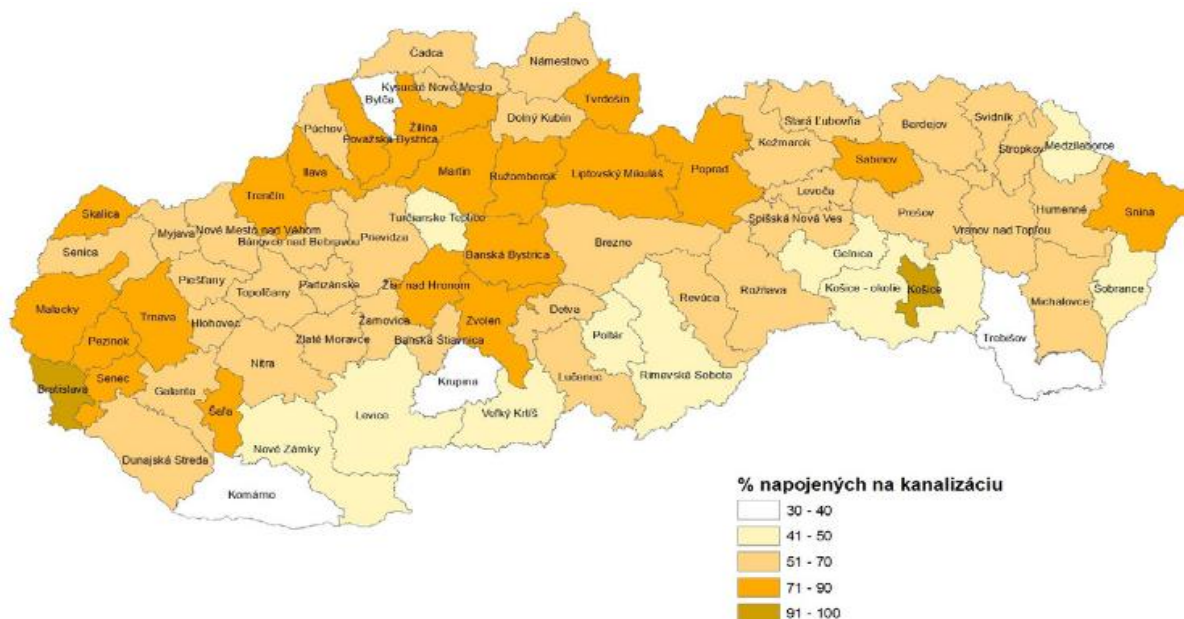 Čadca
Námestovo
Kysucké Nové Mesto
Bytča
Tvrdošín
Púchov
Žilina
Dolný Kubín
Považská Bystrica
Stará Ľubovňa
Bardejov
Svidník
Stropkov
Medzilaborce
Kežmarok
Ilava
Martin
Ružomberok
Liptovský Mikuláš
Poprad
Sabinov
Trenčín
Levoča
Skalica
Turčianske Teplice
Prešov
Humenné
Snina
Spišská Nová Ves
Myjava
Nové Mesto nad Váhom
Bánovce nad Bebravou
Prievidza
Brezno
Vranov nad Topľou
Senica
Banská Bystrica
Gelnica
Piešťany
Topoľčany
Partizánske
Žiar nad Hronom
Košice - okolie
Košice
Sobrance
Revúca
Rožňava
Michalovce
Malacky
Trnava
Hlohovec
Žarnovica
Zvolen
Detva
Pezinok
Zlaté Moravce
Banská Štiavnica
Poltár
Trebišov
Nitra
Bratislava
Senec
Galanta
Krupina
Lučenec
Rimavská Sobota
Šaľa
Levice
Veľký Krtíš
Nové Zámky
Dunajská Streda
Komárno
% napojených na kanalizáciu
30 - 40
41 - 50
51 - 70
71 - 90
91 - 100